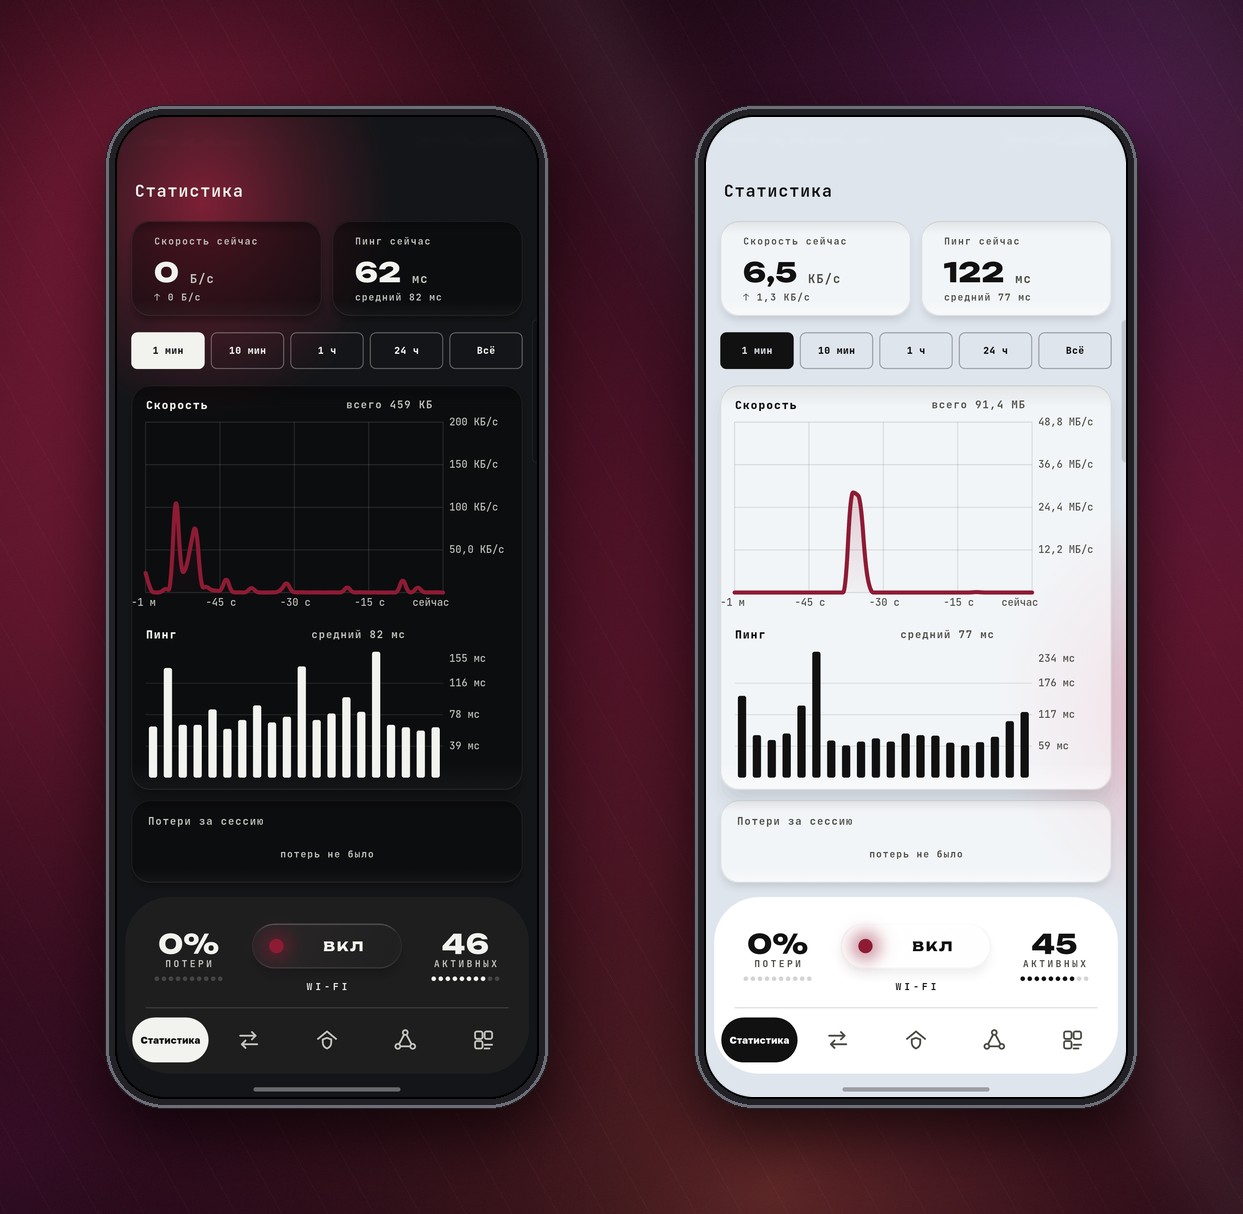 Статистика
Скорость сейчас
0 Б/с
↑ 0 Б/с
Пинг сейчас
62 мс
средний 82 мс
1 мин
10 мин
1 ч
24 ч
Всё
Скорость
всего 459 КБ
200 КБ/с
150 КБ/с
100 КБ/с
50,0 КБ/с
-1 м
-45 с
-30 с
-15 с
сейчас
Пинг
средний 82 мс
155 мс
116 мс
78 мс
39 мс
Потери за сессию
потерь не было
0%
ПОТЕРИ
ВКЛ
WI-FI
46
АКТИВНЫХ
Статистика
Статистика
Скорость сейчас
6,5 КБ/с
↑ 1,3 КБ/с
Пинг сейчас
122 мс
средний 77 мс
1 мин
10 мин
1 ч
24 ч
Всё
Скорость
всего 91,4 МБ
48,8 МБ/с
36,6 МБ/с
24,4 МБ/с
12,2 МБ/с
-1 м
-45 с
-30 с
-15 с
сейчас
Пинг
средний 77 мс
234 мс
176 мс
117 мс
59 мс
Потери за сессию
потерь не было
0%
ПОТЕРИ
ВКЛ
WI-FI
45
АКТИВНЫХ
Статистика